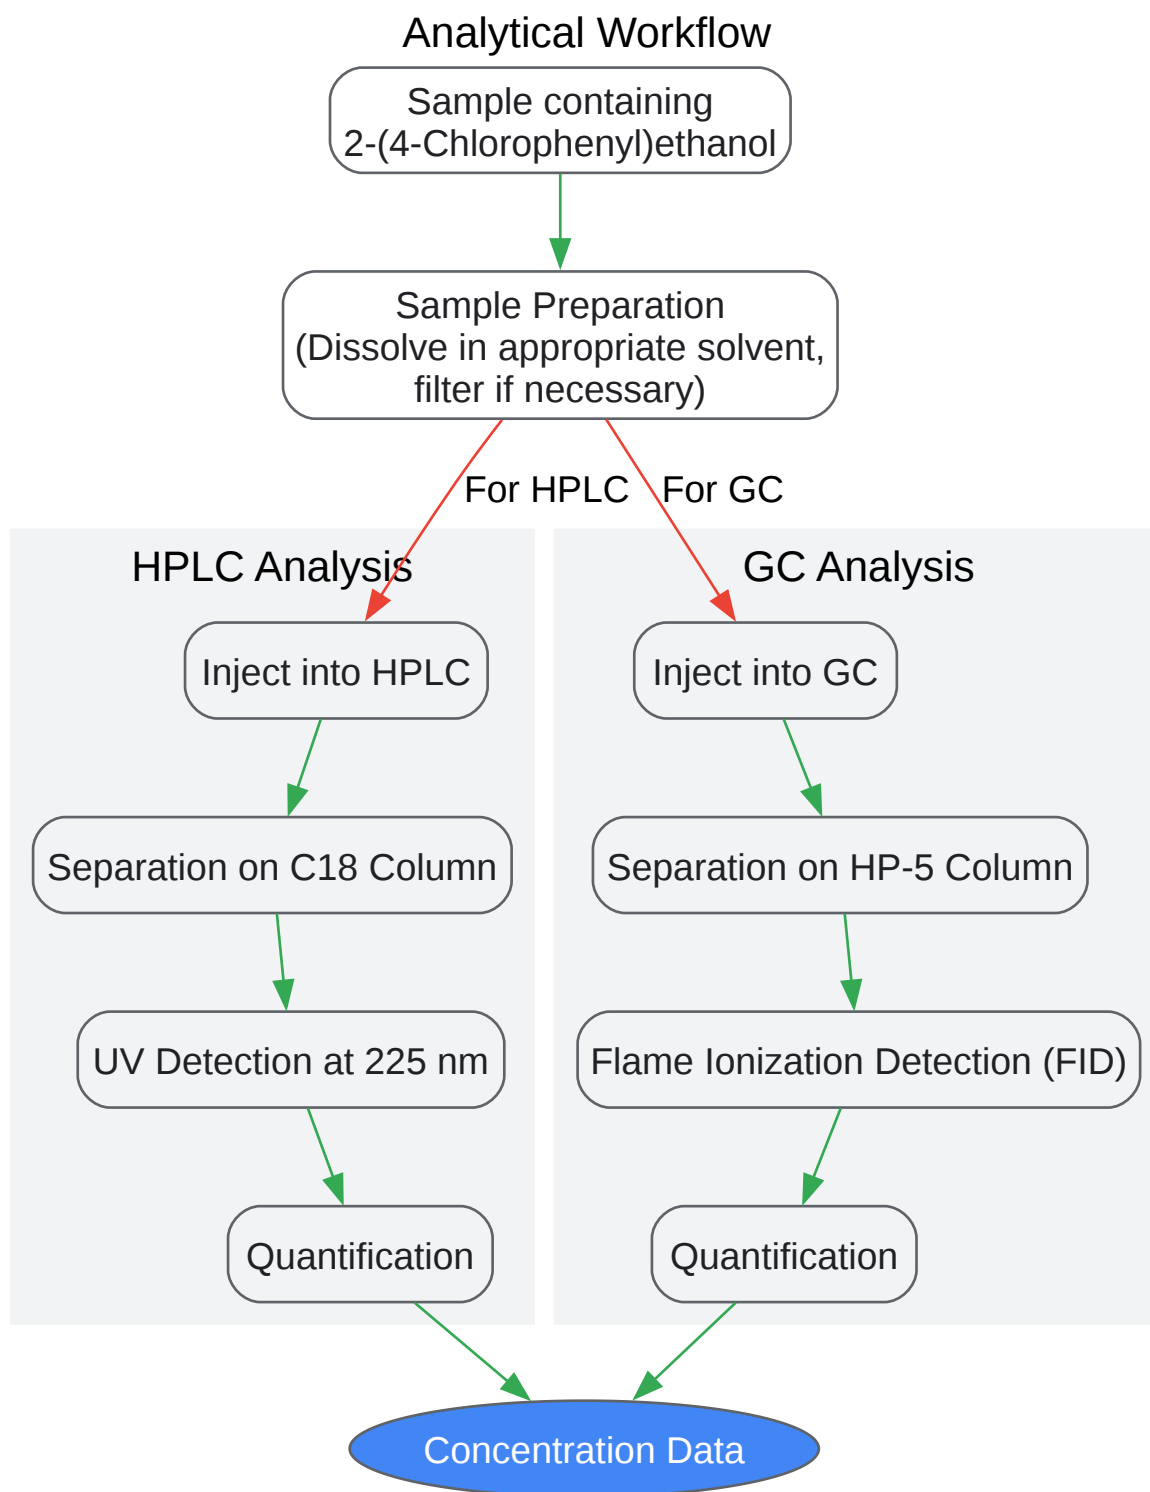 Analytical Workflow
Sample containing
2-(4-Chlorophenyl)ethanol
Sample Preparation
(Dissolve in appropriate solvent,
filter if necessary)
For HPLC
For GC
HPLC Analysis
Inject into HPLC
Separation on C18 Column
UV Detection at 225 nm
Quantification
GC Analysis
Inject into GC
Separation on HP-5 Column
Flame Ionization Detection (FID)
Quantification
Concentration Data